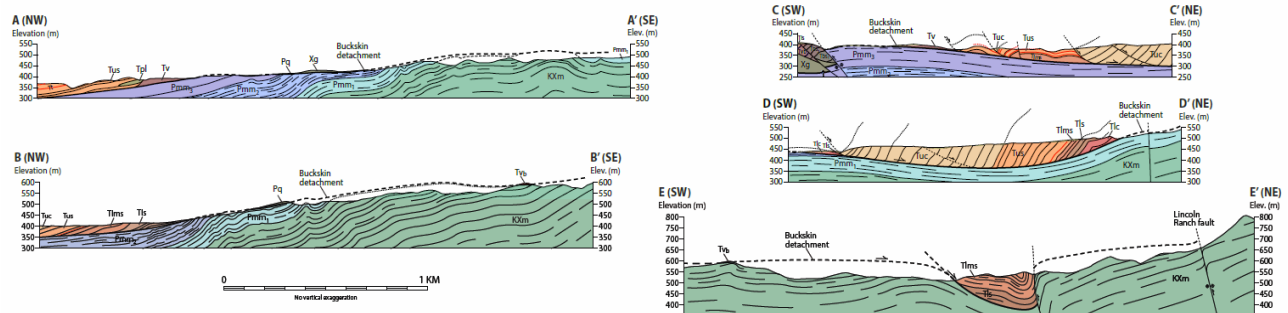 A (NW)
A’ (SE)
Elevation (m)
Elev. (m)
550
500
450
400
350
300
Tus
Tpl
Tv
Pmm₃
Pq
Pmm₂
Xg
Buckskin
detachment
Pmm₁
KXm
Pmm₁
550
500
450
400
350
300
B (NW)
B’ (SE)
Elevation (m)
Elev. (m)
600
550
500
450
400
350
300
Tuc
Tus
Tlms
Tls
Pmm₂
Pq
Pmm₁
Buckskin
detachment
Tvb
KXm
600
550
500
450
400
350
300
0
1 KM
No vertical exaggeration
C (SW)
C’ (NE)
Elevation (m)
Elev. (m)
450
400
350
300
250
Ts
Xg
Pmm₃
Pmm₂
Buckskin
detachment
Tv
Tuc
Tus
Tuc
450
400
350
300
250
D (SW)
D’ (NE)
Elevation (m)
Elev. (m)
550
500
450
400
350
300
Tlc
Pmm₁
Tuc
Tus
Tlms
Tls
Tlc
Buckskin
detachment
KXm
550
500
450
400
350
300
E (SW)
E’ (NE)
Elevation (m)
Elev. (m)
800
700
600
550
500
450
400
Tvb
Buckskin
detachment
Tlms
Tls
Lincoln
Ranch fault
KXm
800
700
600
550
500
450
400